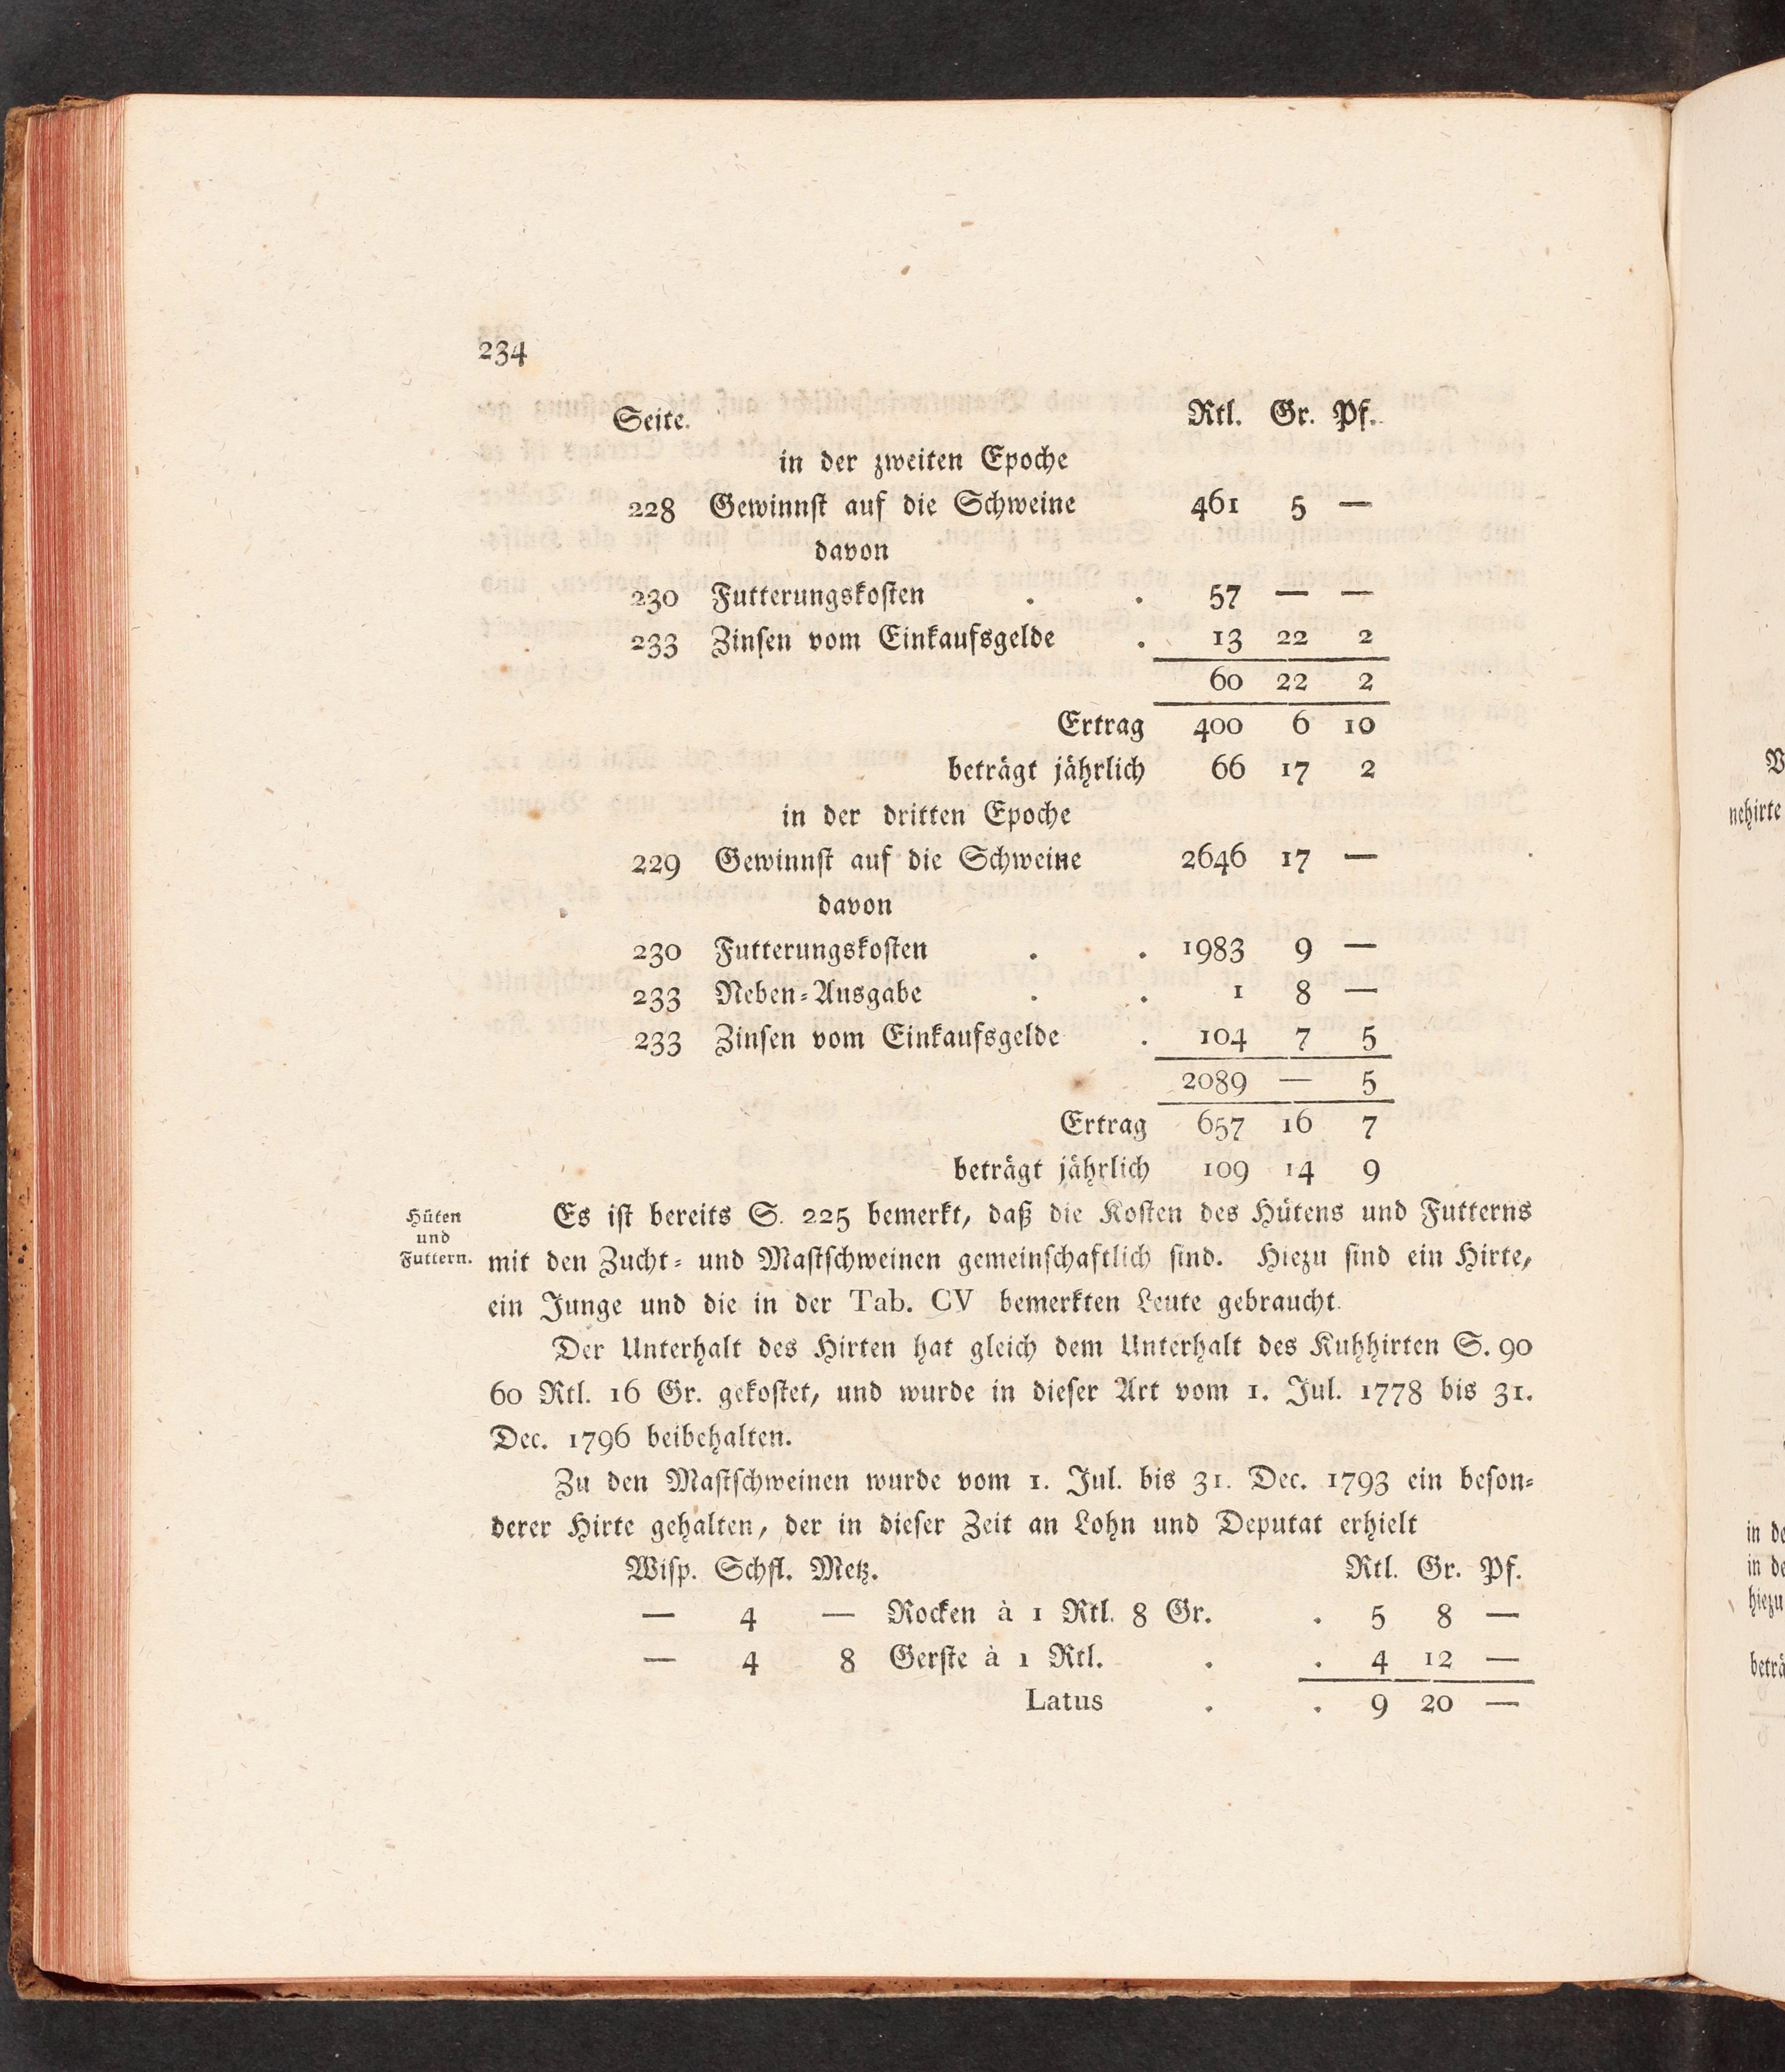 234
Seite. Rtl. Gr. Pf.
in der zweiten Epoche
228 Gewinnſt auf die Schweine 461 5 —
davon
230 Futterungskoſten . . 57 — —
233 Zinſen vom Einkaufsgelde . 13 22 2
60 22 2
Ertrag 400 6 10
beträgt jährlich 66 17 2
in der dritten Epoche
229 Gewinnſt auf die Schweine 2646 17 —
davon
230 Futterungskoſten . . 1983 9 —
233 Neben-Ausgabe . . 1 8 —
233 Zinſen vom Einkaufsgelde . 104 7 5
2089 — 5
Ertrag 657 16 7
beträgt jährlich 109 14 9
Hüten
und
Futtern.
Es iſt bereits S. 225 bemerkt, daß die Koſten des Hütens und Futterns
mit den Zucht- und Maſtſchweinen gemeinſchaftlich ſind. Hiezu ſind ein Hirte,
ein Junge und die in der Tab. CV bemerkten Leute gebraucht.
Der Unterhalt des Hirten hat gleich dem Unterhalt des Kuhhirten S. 90
60 Rtl. 16 Gr. gekoſtet, und wurde in dieſer Art vom 1. Jul. 1778 bis 31.
Dec. 1796 beibehalten.
Zu den Maſtſchweinen wurde vom 1. Jul. bis 31. Dec. 1793 ein beſon-
derer Hirte gehalten, der in dieſer Zeit an Lohn und Deputat erhielt
Wiſp. Schfl. Metz. Rtl. Gr. Pf.
— 4 — Rocken à 1 Rtl. 8 Gr. . 5 8 —
— 4 8 Gerſte à 1 Rtl. . . 4 12 —
Latus . . 9 20 —
nehirte
in de
in de
hiezu
beträ